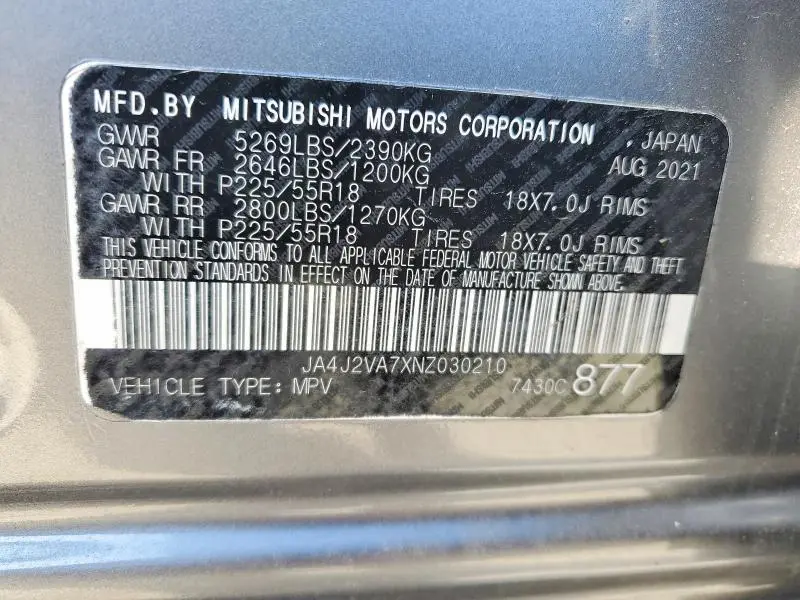 MFD.BY MITSUBISHI MOTORS CORPORATION . JAPAN
GVWR 5269LBS/2390KG AUG 2021
GAWR FR 2646LBS/1200KG
WITH P225/55R18 TIRES 18X7.0J RIMS
GAWR RR 2800LBS/1270KG
WITH P225/55R18 TIRES 18X7.0J RIMS
THIS VEHICLE CONFORMS TO ALL APPLICABLE FEDERAL MOTOR VEHICLE SAFETY AND THEFT
PREVENTION STANDARDS IN EFFECT ON THE DATE OF MANUFACTURE SHOWN ABOVE.
JA4J2VA7XNZ030210
VEHICLE TYPE: MPV 7430C 877